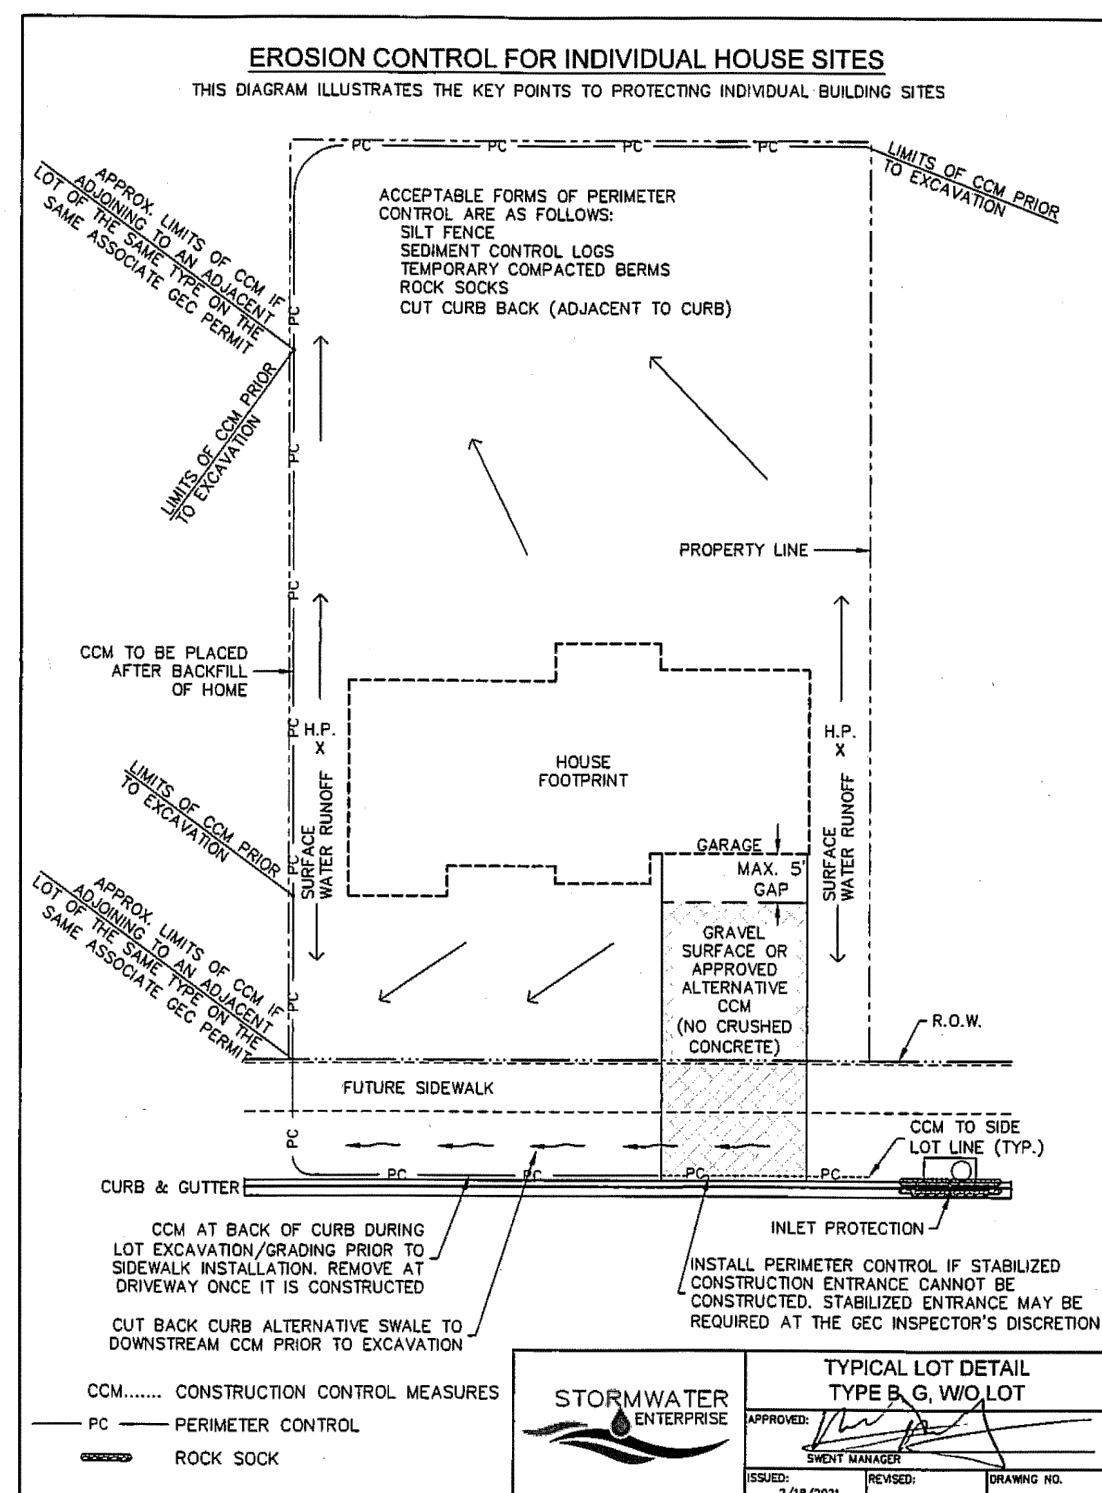 EROSION CONTROL FOR INDIVIDUAL HOUSE SITES
THIS DIAGRAM ILLUSTRATES THE KEY POINTS TO PROTECTING INDIVIDUAL BUILDING SITES
PC PC PC PC
LIMITS OF CCM PRIOR
TO EXCAVATION
APPROX. LIMITS OF CCM IF
ADJOINING TO AN ADJACENT
LOT OF THE SAME TYPE ON THE
SAME ASSOCIATE GEC PERMIT
ACCEPTABLE FORMS OF PERIMETER
CONTROL ARE AS FOLLOWS:
SILT FENCE
SEDIMENT CONTROL LOGS
TEMPORARY COMPACTED BERMS
ROCK SOCKS
CUT CURB BACK (ADJACENT TO CURB)
PC
LIMITS OF CCM PRIOR
TO EXCAVATION
PC
PROPERTY LINE
PC
CCM TO BE PLACED
AFTER BACKFILL
OF HOME
PC
H.P.
X
H.P.
X
HOUSE
FOOTPRINT
LIMITS OF CCM PRIOR
TO EXCAVATION
PC
SURFACE
WATER RUNOFF
SURFACE
WATER RUNOFF
GARAGE
MAX. 5'
GAP
APPROX. LIMITS OF CCM IF
ADJOINING TO AN ADJACENT
LOT OF THE SAME TYPE ON THE
SAME ASSOCIATE GEC PERMIT
GRAVEL
SURFACE OR
APPROVED
ALTERNATIVE
CCM
(NO CRUSHED
CONCRETE)
PC
R.O.W.
FUTURE SIDEWALK
PC
CCM TO SIDE
LOT LINE (TYP.)
PC PC PC PC
CURB & GUTTER
INLET PROTECTION
CCM AT BACK OF CURB DURING
LOT EXCAVATION/GRADING PRIOR TO
SIDEWALK INSTALLATION. REMOVE AT
DRIVEWAY ONCE IT IS CONSTRUCTED
INSTALL PERIMETER CONTROL IF STABILIZED
CONSTRUCTION ENTRANCE CANNOT BE
CONSTRUCTED. STABILIZED ENTRANCE MAY BE
REQUIRED AT THE GEC INSPECTOR'S DISCRETION
CUT BACK CURB ALTERNATIVE SWALE TO
DOWNSTREAM CCM PRIOR TO EXCAVATION
CCM....... CONSTRUCTION CONTROL MEASURES
PC PERIMETER CONTROL
ROCK SOCK
STORMWATER
ENTERPRISE
TYPICAL LOT DETAIL
TYPE B, G, W/O LOT
APPROVED:
SWENT MANAGER
ISSUED:
REVISED:
DRAWING NO.